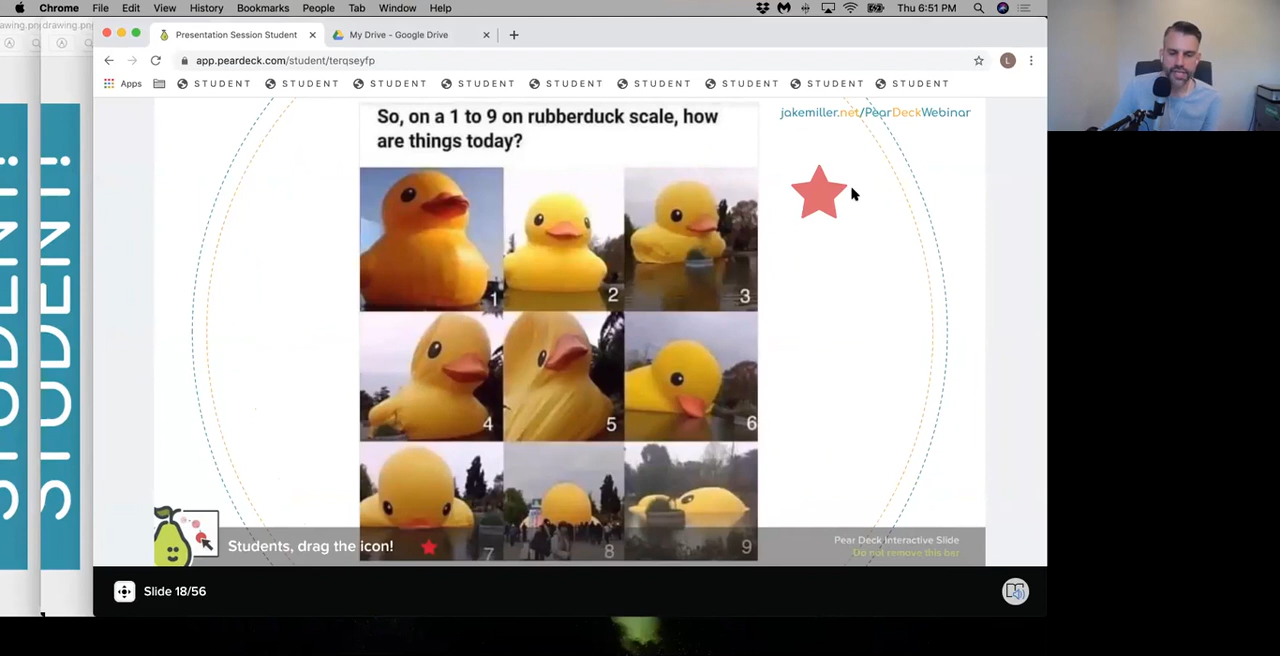 Chrome File Edit View History Bookmarks People Tab Window Help
Thu 6:51 PM
drawing.pn
Presentation Session Student
My Drive - Google Drive
app.peardeck.com/student/terqseyfp
L
Apps
STUDENT STUDENT STUDENT STUDENT STUDENT STUDENT STUDENT STUDENT STUDENT
So, on a 1 to 9 on rubberduck scale, how
are things today?
jakemiller.net/PearDeckWebinar
1
2
3
4
5
6
7
8
9
Students, drag the icon!
Pear Deck Interactive Slide
Do not remove this bar
Slide 18/56
STUDENT!